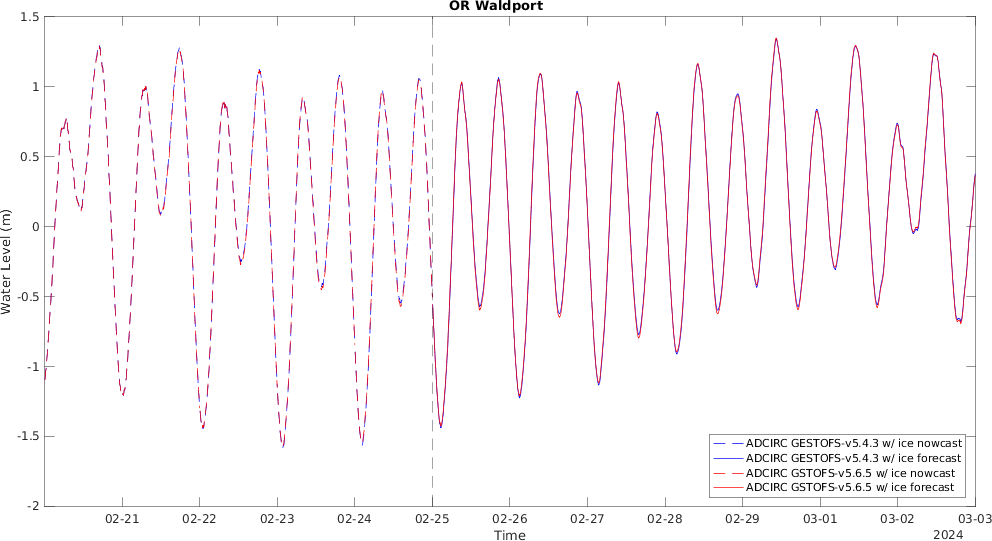 OR Waldport
Water Level (m)
1.5
1
0.5
0
-0.5
-1
-1.5
-2
ADCIRC GESTOFS-v5.4.3 w/ ice nowcast
ADCIRC GESTOFS-v5.4.3 w/ ice forecast
ADCIRC GSTOFS-v5.6.5 w/ ice nowcast
ADCIRC GSTOFS-v5.6.5 w/ ice forecast
02-21 02-22 02-23 02-24 02-25 02-26 02-27 02-28 02-29 03-01 03-02 03-03
Time
2024